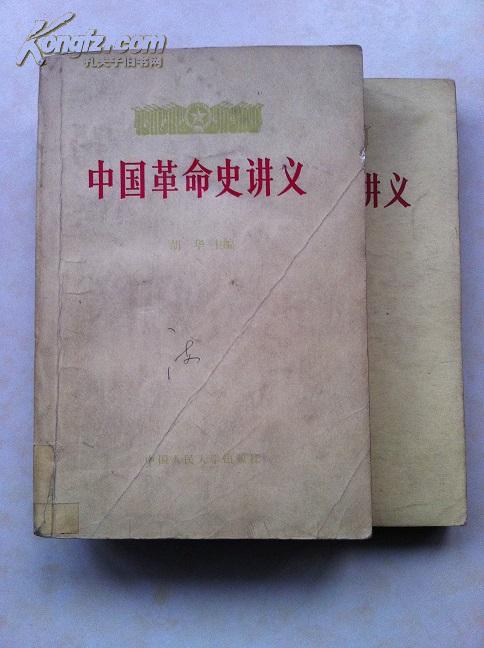 Kongfz.com
孔夫子旧书网
中国革命史讲义
胡华主编
中国人民大学出版社
讲义